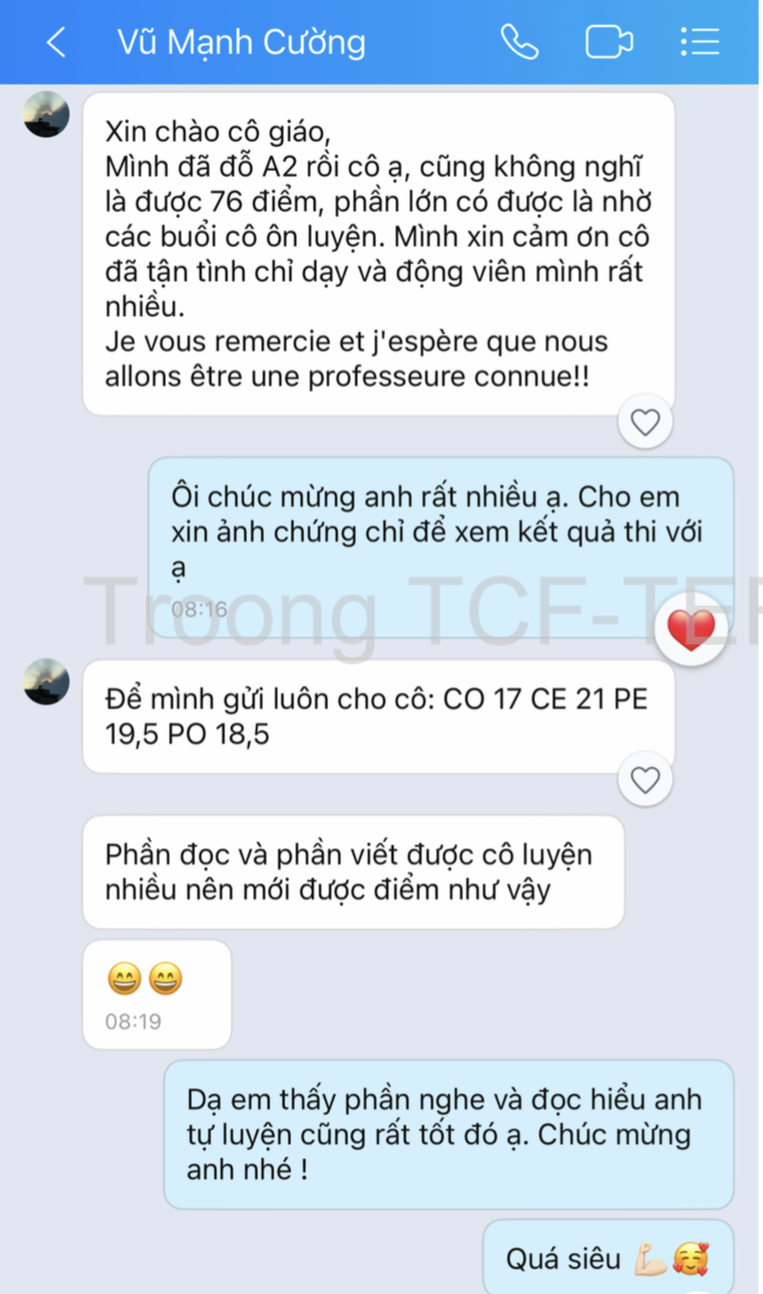 Vũ Mạnh Cường
Xin chào cô giáo,
Mình đã đỗ A2 rồi cô ạ, cũng không nghĩ
là được 76 điểm, phần lớn có được là nhờ
các buổi cô ôn luyện. Mình xin cảm ơn cô
đã tận tình chỉ dạy và động viên mình rất
nhiều.
Je vous remercie et j'espère que nous
allons être une professeure connue!!
Ôi chúc mừng anh rất nhiều ạ. Cho em
xin ảnh chứng chỉ để xem kết quả thi với
ạ
08:16
Troong TCF-TEF
Để mình gửi luôn cho cô: CO 17 CE 21 PE
19,5 PO 18,5
Phần đọc và phần viết được cô luyện
nhiều nên mới được điểm như vậy
😄😄
08:19
Dạ em thấy phần nghe và đọc hiểu anh
tự luyện cũng rất tốt đó ạ. Chúc mừng
anh nhé !
Quá siêu 💪🏻🥰